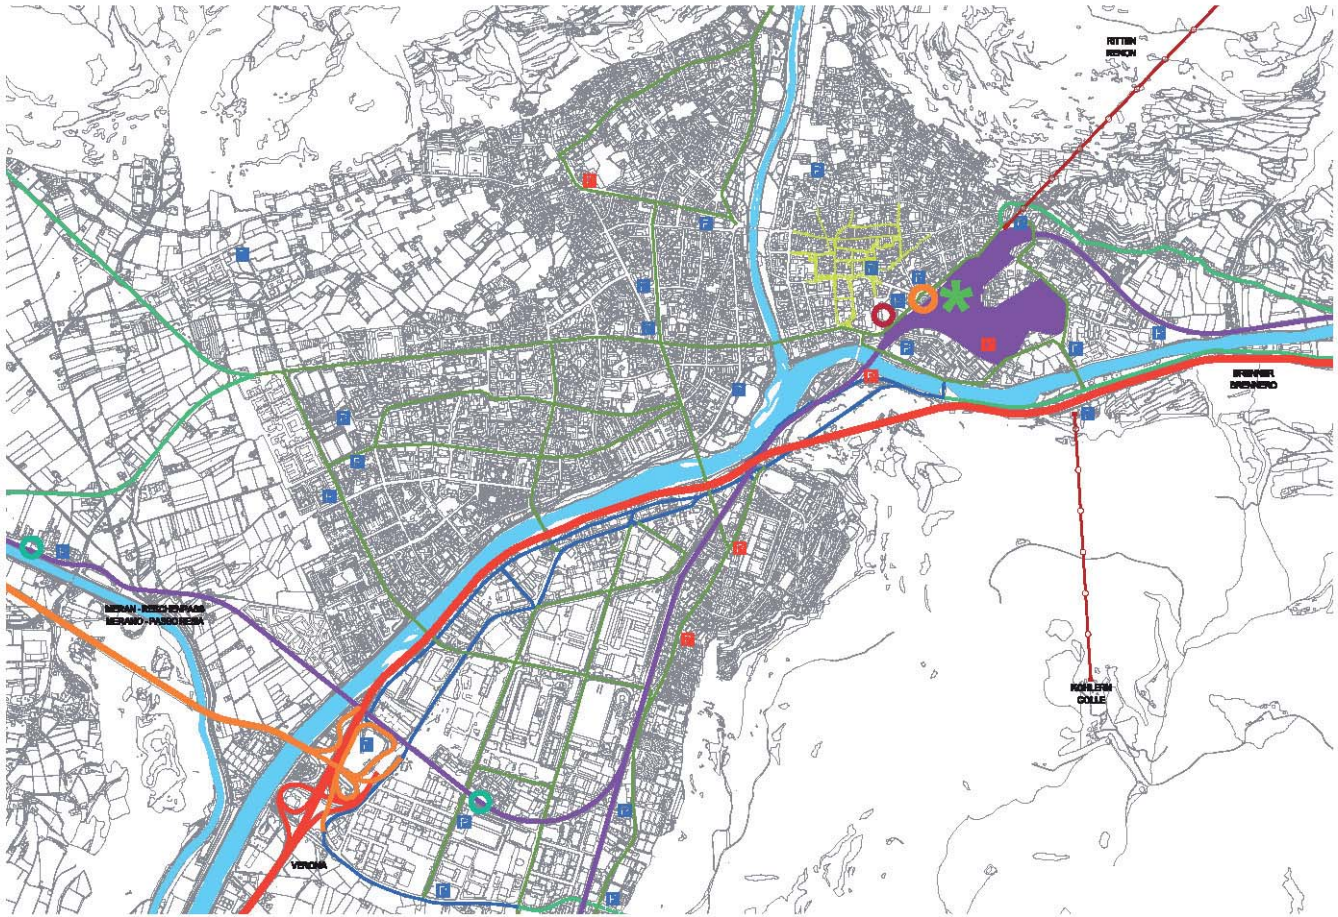 RITTEN
RENON
BRENNER
BRENNERO
MERAN - RESCHENPASS
MERANO - PASSO RESIA
KOHLERN
COLLE
VERONA